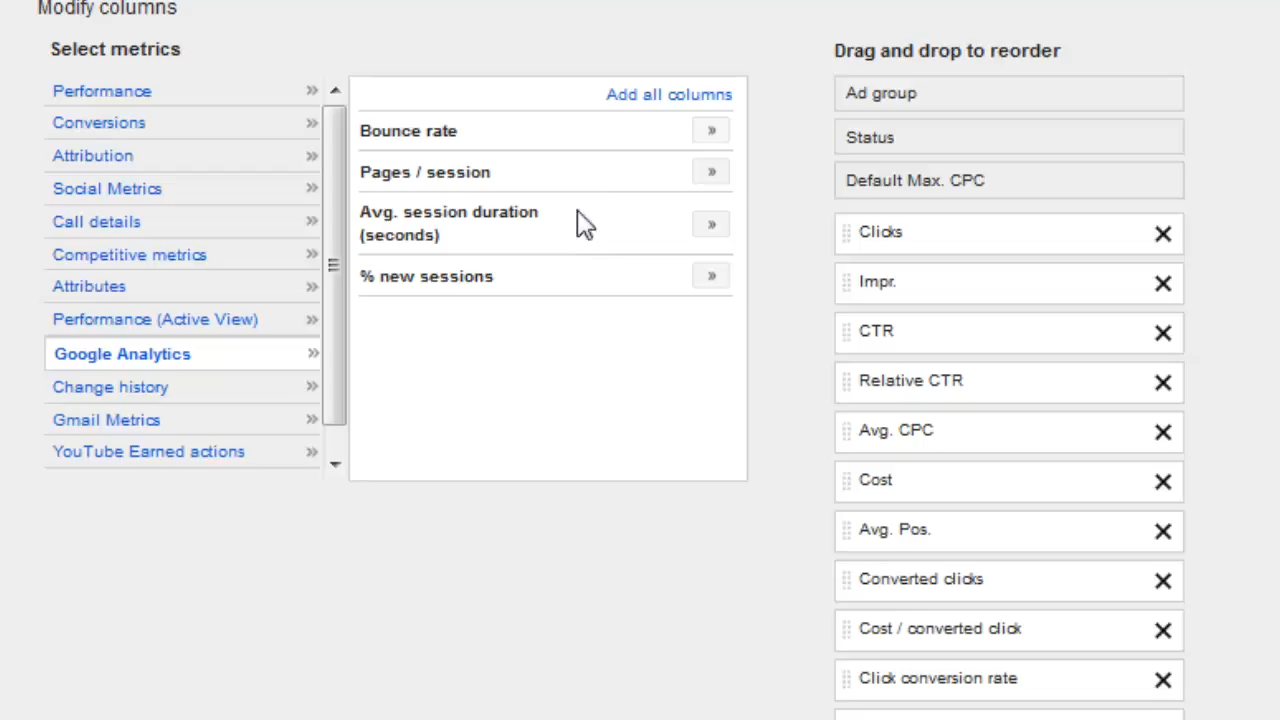 Modify columns
Select metrics
Performance »
Conversions »
Attribution »
Social Metrics »
Call details »
Competitive metrics »
Attributes »
Performance (Active View) »
Google Analytics »
Change history »
Gmail Metrics »
YouTube Earned actions »
Add all columns
Bounce rate »
Pages / session »
Avg. session duration
(seconds) »
% new sessions »
Drag and drop to reorder
Ad group
Status
Default Max. CPC
Clicks
Impr.
CTR
Relative CTR
Avg. CPC
Cost
Avg. Pos.
Converted clicks
Cost / converted click
Click conversion rate